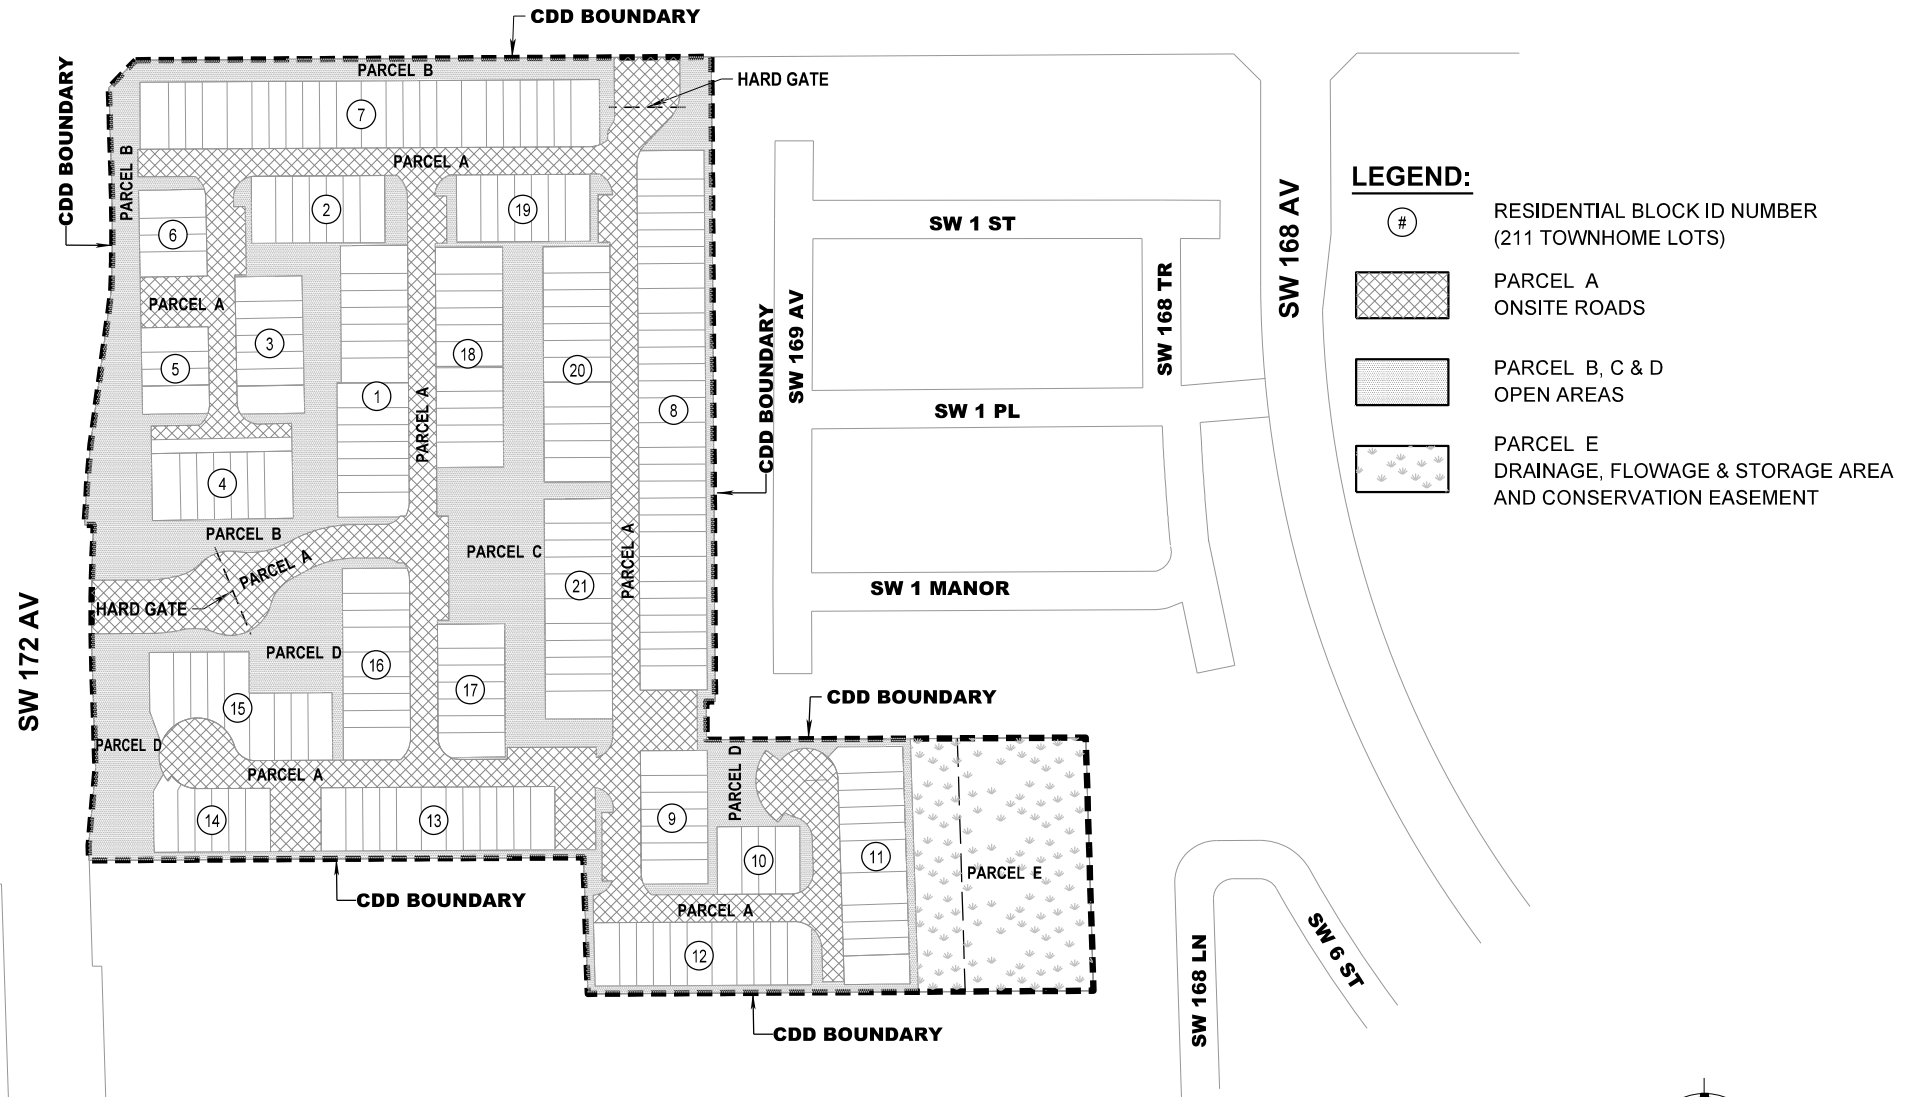 CDD BOUNDARY
CDD BOUNDARY
PARCEL B
HARD GATE
7
PARCEL A
PARCEL B
6
2
19
PARCEL A
5
3
1
18
20
8
PARCEL A
CDD BOUNDARY
4
PARCEL B
PARCEL A
HARD GATE
PARCEL C
PARCEL A
21
SW 172 AV
PARCEL D
16
17
15
PARCEL D
PARCEL A
14
13
CDD BOUNDARY
CDD BOUNDARY
PARCEL D
9
10
11
PARCEL E
PARCEL A
12
CDD BOUNDARY
SW 169 AV
SW 1 ST
SW 168 TR
SW 1 PL
SW 1 MANOR
SW 168 AV
SW 168 LN
SW 6 ST
LEGEND:
#
RESIDENTIAL BLOCK ID NUMBER
(211 TOWNHOME LOTS)
PARCEL A
ONSITE ROADS
PARCEL B, C & D
OPEN AREAS
PARCEL E
DRAINAGE, FLOWAGE & STORAGE AREA
AND CONSERVATION EASEMENT